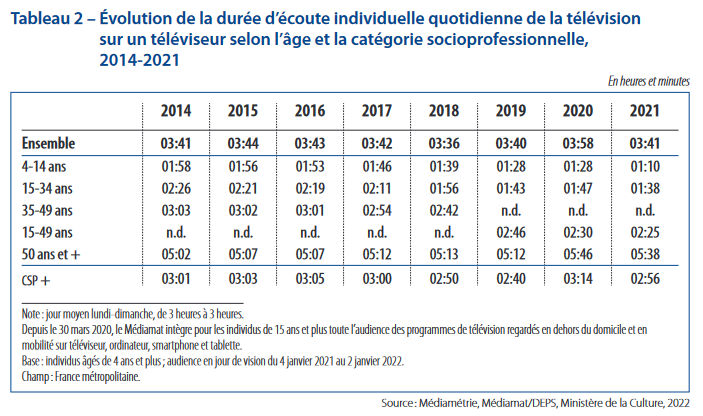 Tableau 2 – Évolution de la durée d’écoute individuelle quotidienne de la télévision
sur un téléviseur selon l’âge et la catégorie socioprofessionnelle,
2014-2021
En heures et minutes
2014 2015 2016 2017 2018 2019 2020 2021
Ensemble 03:41 03:44 03:43 03:42 03:36 03:40 03:58 03:41
4-14 ans 01:58 01:56 01:53 01:46 01:39 01:28 01:28 01:10
15-34 ans 02:26 02:21 02:19 02:11 01:56 01:43 01:47 01:38
35-49 ans 03:03 03:02 03:01 02:54 02:42 n.d. n.d. n.d.
15-49 ans n.d. n.d. n.d. n.d. n.d. 02:46 02:30 02:25
50 ans et + 05:02 05:07 05:07 05:12 05:13 05:12 05:46 05:38
CSP + 03:01 03:03 03:05 03:00 02:50 02:40 03:14 02:56
Note : jour moyen lundi-dimanche, de 3 heures à 3 heures.
Depuis le 30 mars 2020, le Médiamat intègre pour les individus de 15 ans et plus toute l’audience des programmes de télévision regardés en dehors du domicile et en
mobilité sur téléviseur, ordinateur, smartphone et tablette.
Base : individus âgés de 4 ans et plus ; audience en jour de vision du 4 janvier 2021 au 2 janvier 2022.
Champ : France métropolitaine.
Source : Médiamétrie, Médiamat/DEPS, Ministère de la Culture, 2022